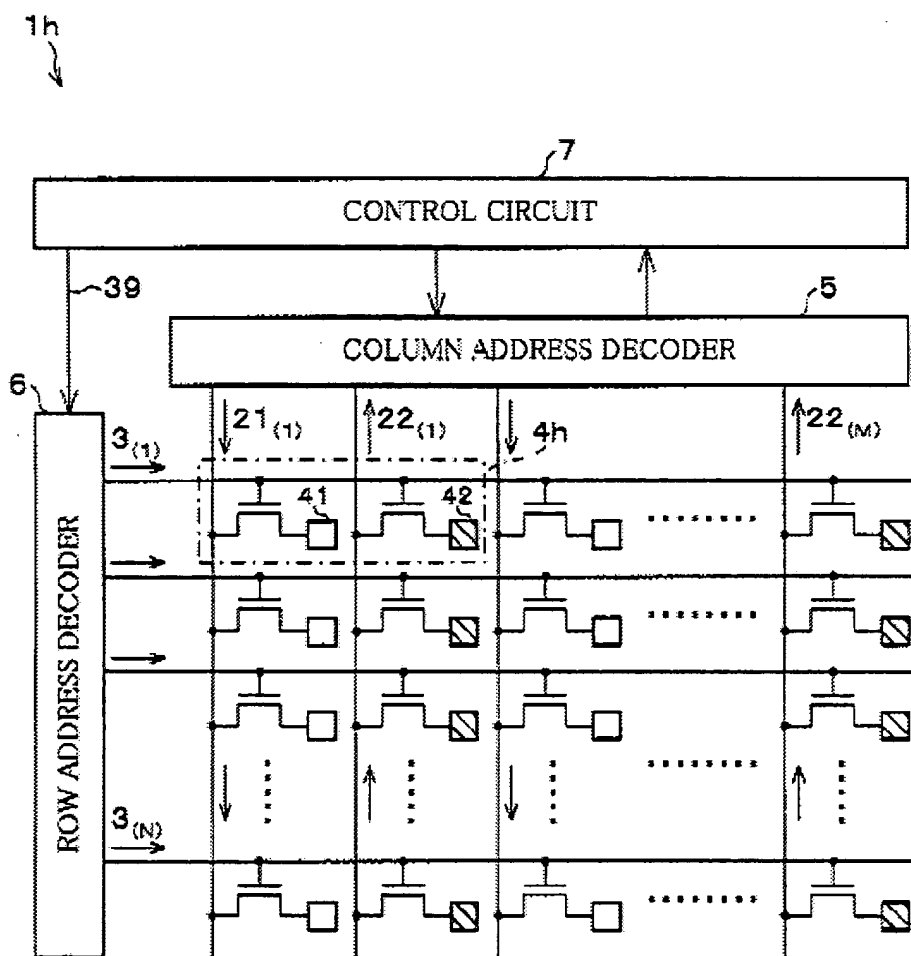 1h
7
CONTROL CIRCUIT
39
5
COLUMN ADDRESS DECODER
6
21(1)
22(1)
4h
22(M)
3(1)
41
42
ROW ADDRESS DECODER
3(N)